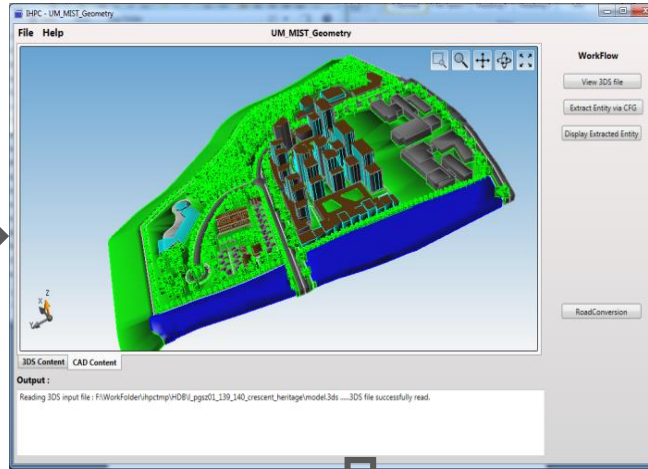 IHPC - UM_MIST_Geometry
File Help
UM_MIST_Geometry
WorkFlow
View 3DS file
Extract Entity via CFG
Display Extracted Entity
Z
X
Y
RoadConversion
3DS Content CAD Content
Output :
Reading 3DS input file : F:\WorkFolder\ihpctmp\HDB\l_pgsz01_139_140_crescent_heritage\model.3ds .....3DS file successfully read.